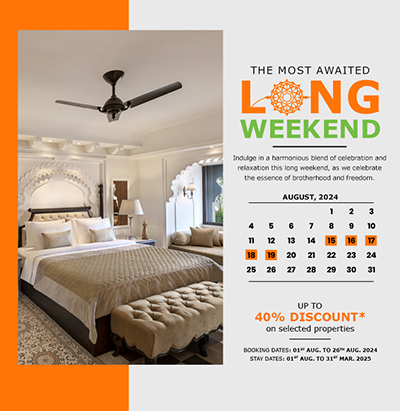 THE MOST AWAITED
LONG
WEEKEND
Indulge in a harmonious blend of celebration and
relaxation this long weekend, as we celebrate
the essence of brotherhood and freedom.
AUGUST, 2024
1 2 3
4 5 6 7 8 9 10
11 12 13 14 15 16 17
18 19 20 21 22 23 24
25 26 27 28 29 30 31
UP TO
40% DISCOUNT*
on selected properties
BOOKING DATES: 01ST AUG. TO 26TH AUG. 2024
STAY DATES: 01ST AUG. TO 31ST MAR. 2025